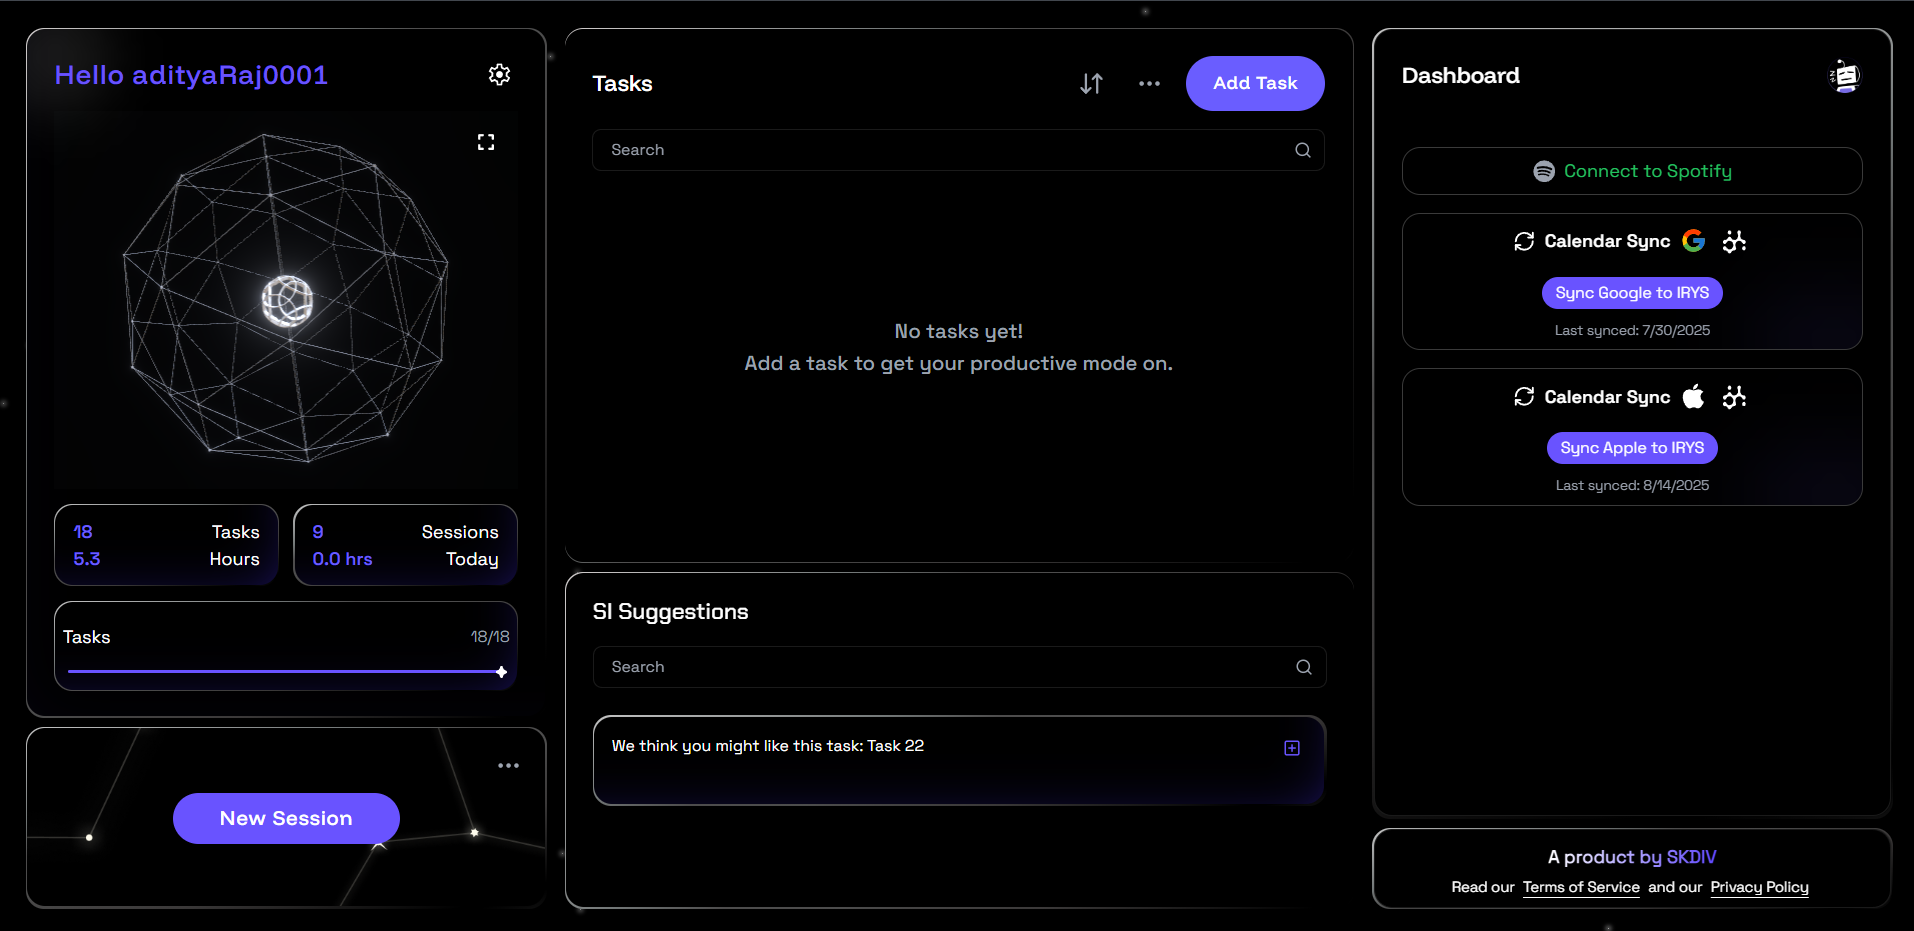 Hello adityaRaj0001
18 Tasks
5.3 Hours
9 Sessions
0.0 hrs Today
Tasks 18/18
New Session
Tasks
Add Task
Search
No tasks yet!
Add a task to get your productive mode on.
SI Suggestions
Search
We think you might like this task: Task 22
Dashboard
Connect to Spotify
Calendar Sync
Sync Google to IRYS
Last synced: 7/30/2025
Calendar Sync
Sync Apple to IRYS
Last synced: 8/14/2025
A product by SKDIV
Read our Terms of Service and our Privacy Policy